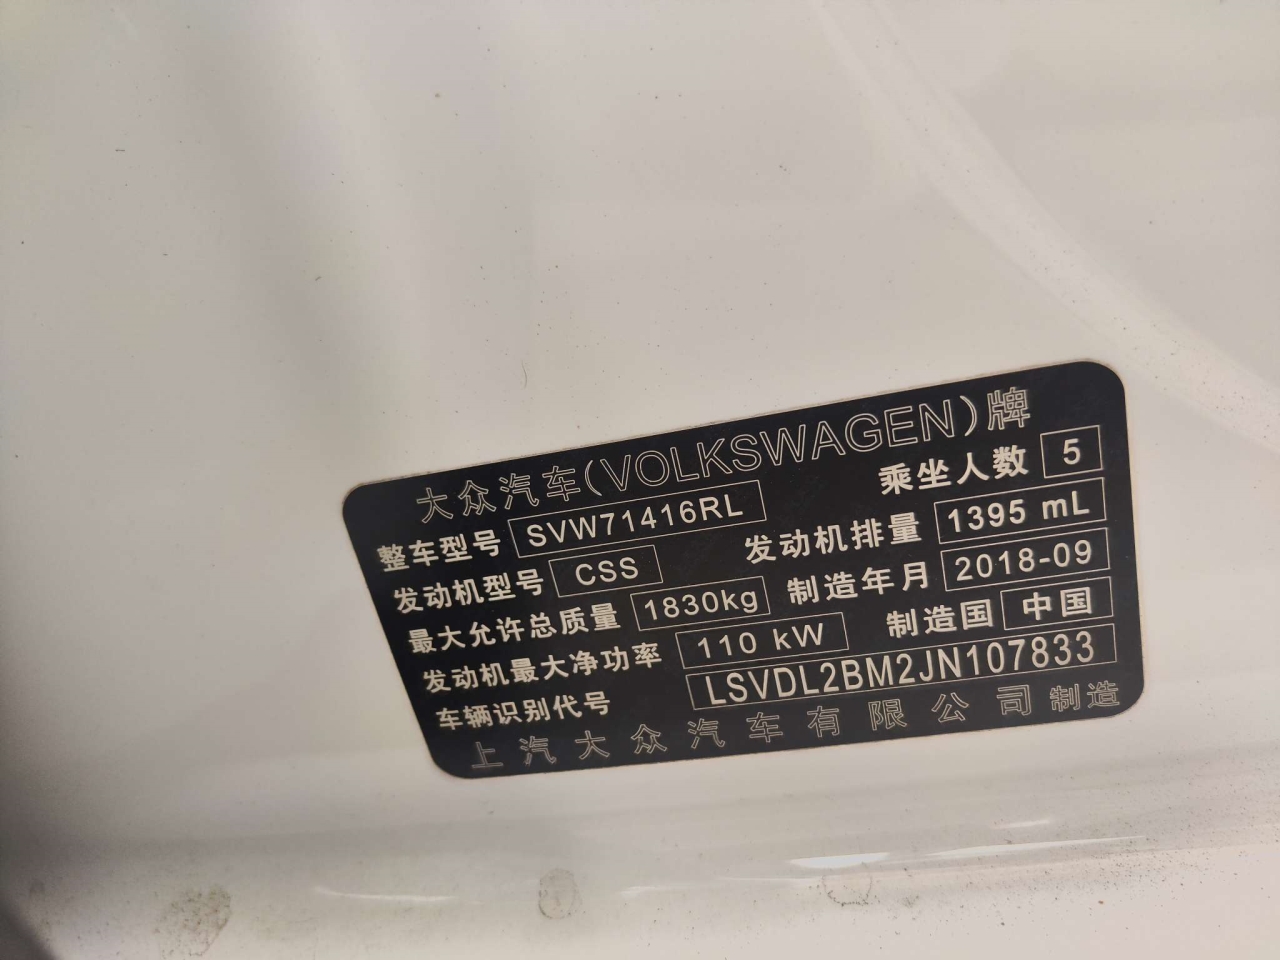 大众汽车(VOLKSWAGEN)牌
整车型号 SVW71416RL 乘坐人数 5
发动机型号 CSS 发动机排量 1395 mL
最大允许总质量 1830kg 制造年月 2018-09
发动机最大净功率 110 kW 制造国 中国
车辆识别代号 LSVDL2BM2JN107833
上汽大众汽车有限公司制造